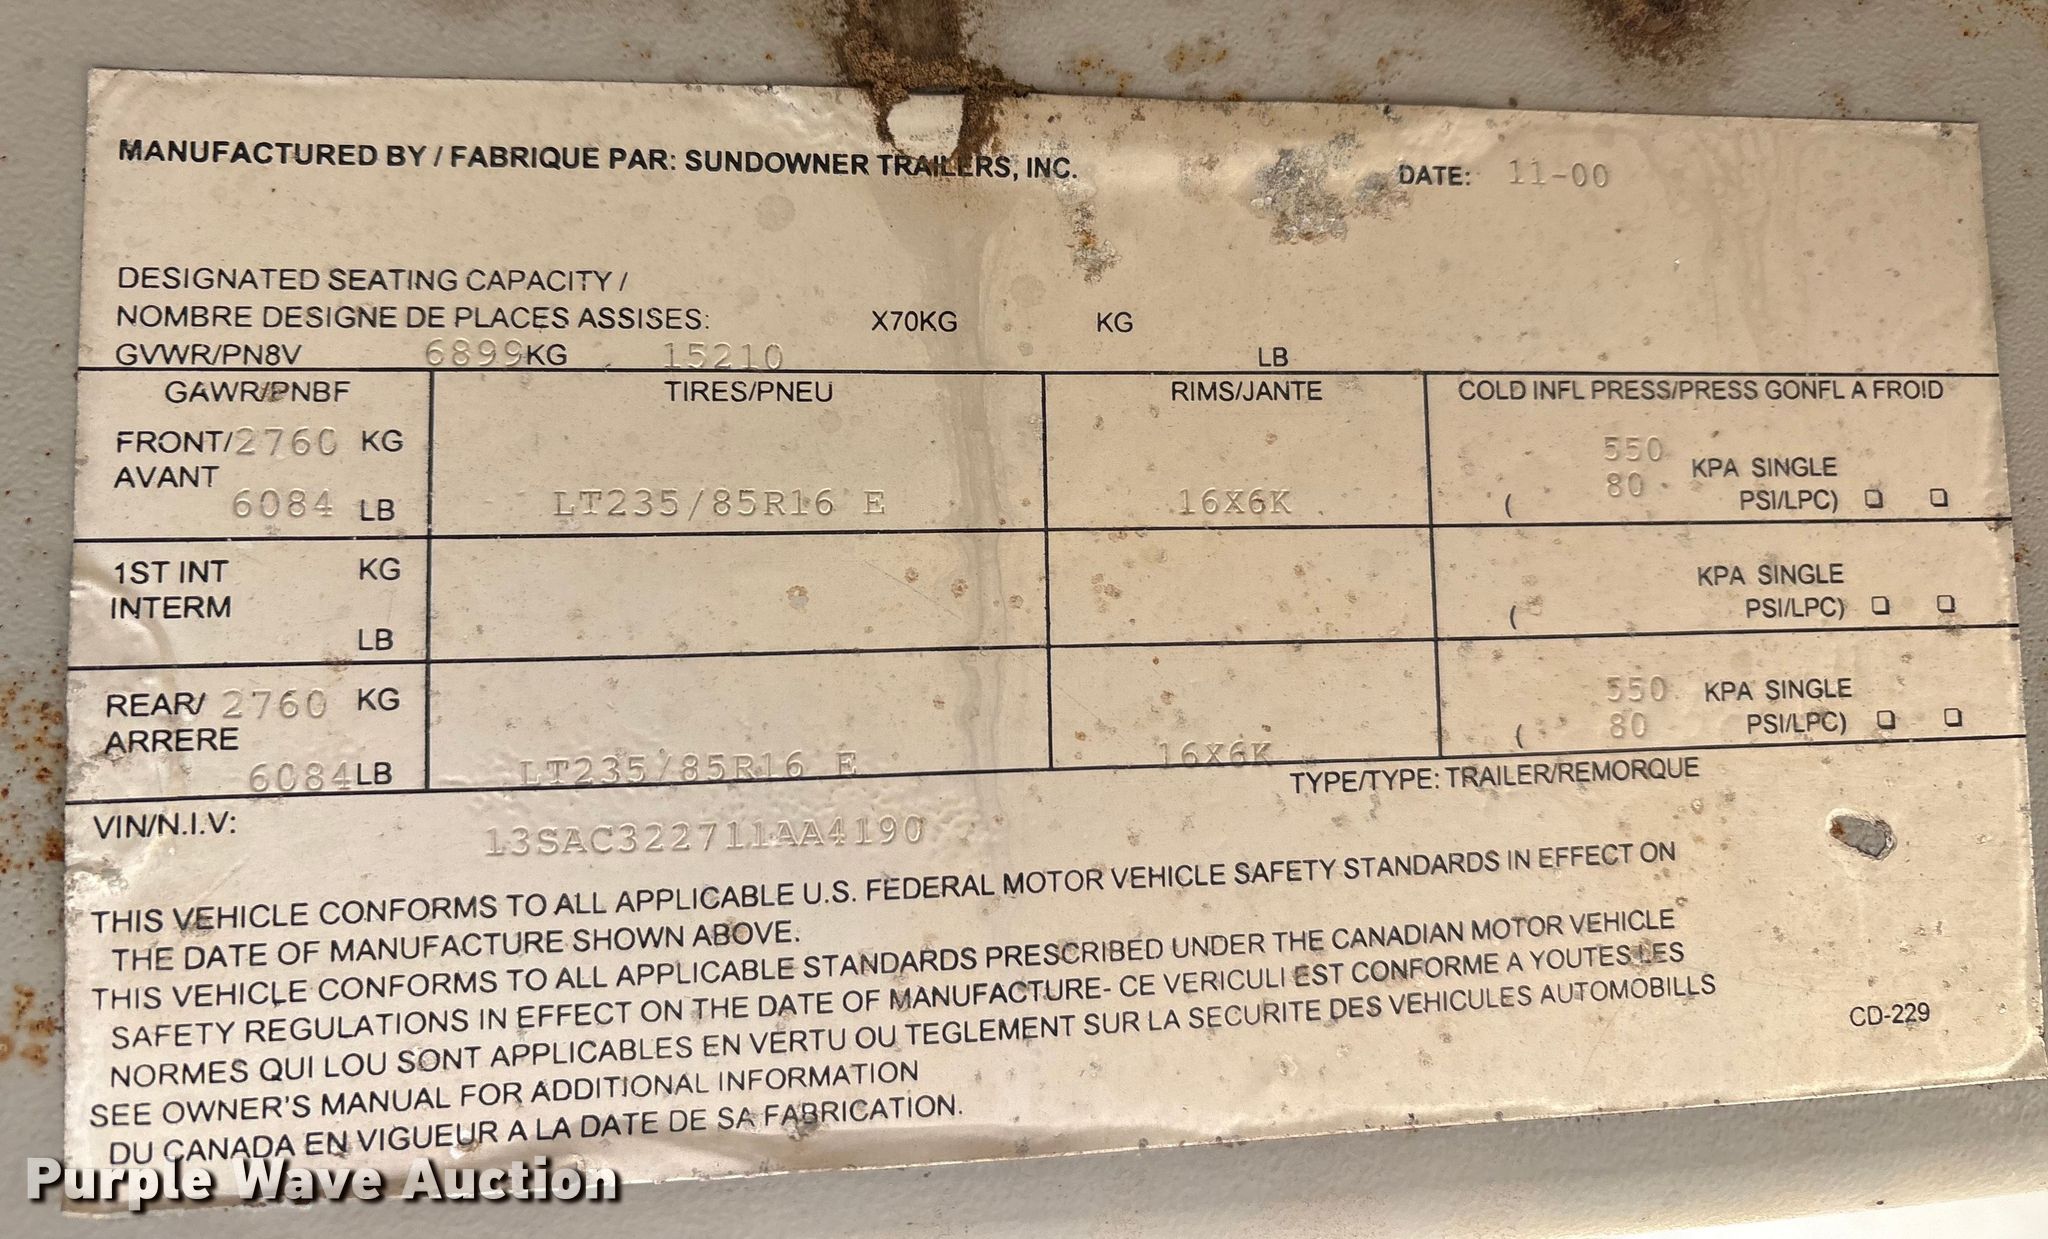 MANUFACTURED BY / FABRIQUE PAR: SUNDOWNER TRAILERS, INC. DATE: 11-00
DESIGNATED SEATING CAPACITY /
NOMBRE DESIGNE DE PLACES ASSISES: X70KG KG
GVWR/PN8V 6899KG 15210 LB
GAWR/PNBF TIRES/PNEU RIMS/JANTE COLD INFL PRESS/PRESS GONFL A FROID
FRONT/2760 KG 550 KPA SINGLE
AVANT
6084 LB LT235/85R16 E 16X6K ( 80 PSI/LPC) ❑ ❑
1ST INT KG KPA SINGLE
INTERM ( PSI/LPC) ❑ ❑
LB
REAR/ 2760 KG 550 KPA SINGLE
ARRERE ( 80 PSI/LPC) ❑ ❑
6084LB LT235/85R16 E 16X6K
TYPE/TYPE: TRAILER/REMORQUE
VIN/N.I.V: 13SAC322711AA4190
THIS VEHICLE CONFORMS TO ALL APPLICABLE U.S. FEDERAL MOTOR VEHICLE SAFETY STANDARDS IN EFFECT ON
THE DATE OF MANUFACTURE SHOWN ABOVE.
THIS VEHICLE CONFORMS TO ALL APPLICABLE STANDARDS PRESCRIBED UNDER THE CANADIAN MOTOR VEHICLE
SAFETY REGULATIONS IN EFFECT ON THE DATE OF MANUFACTURE- CE VERICULI EST CONFORME A YOUTES LES
NORMES QUI LOU SONT APPLICABLES EN VERTU OU TEGLEMENT SUR LA SECURITE DES VEHICULES AUTOMOBILLS
SEE OWNER'S MANUAL FOR ADDITIONAL INFORMATION
DU CANADA EN VIGUEUR A LA DATE DE SA FABRICATION.
CD-229
Purple Wave Auction